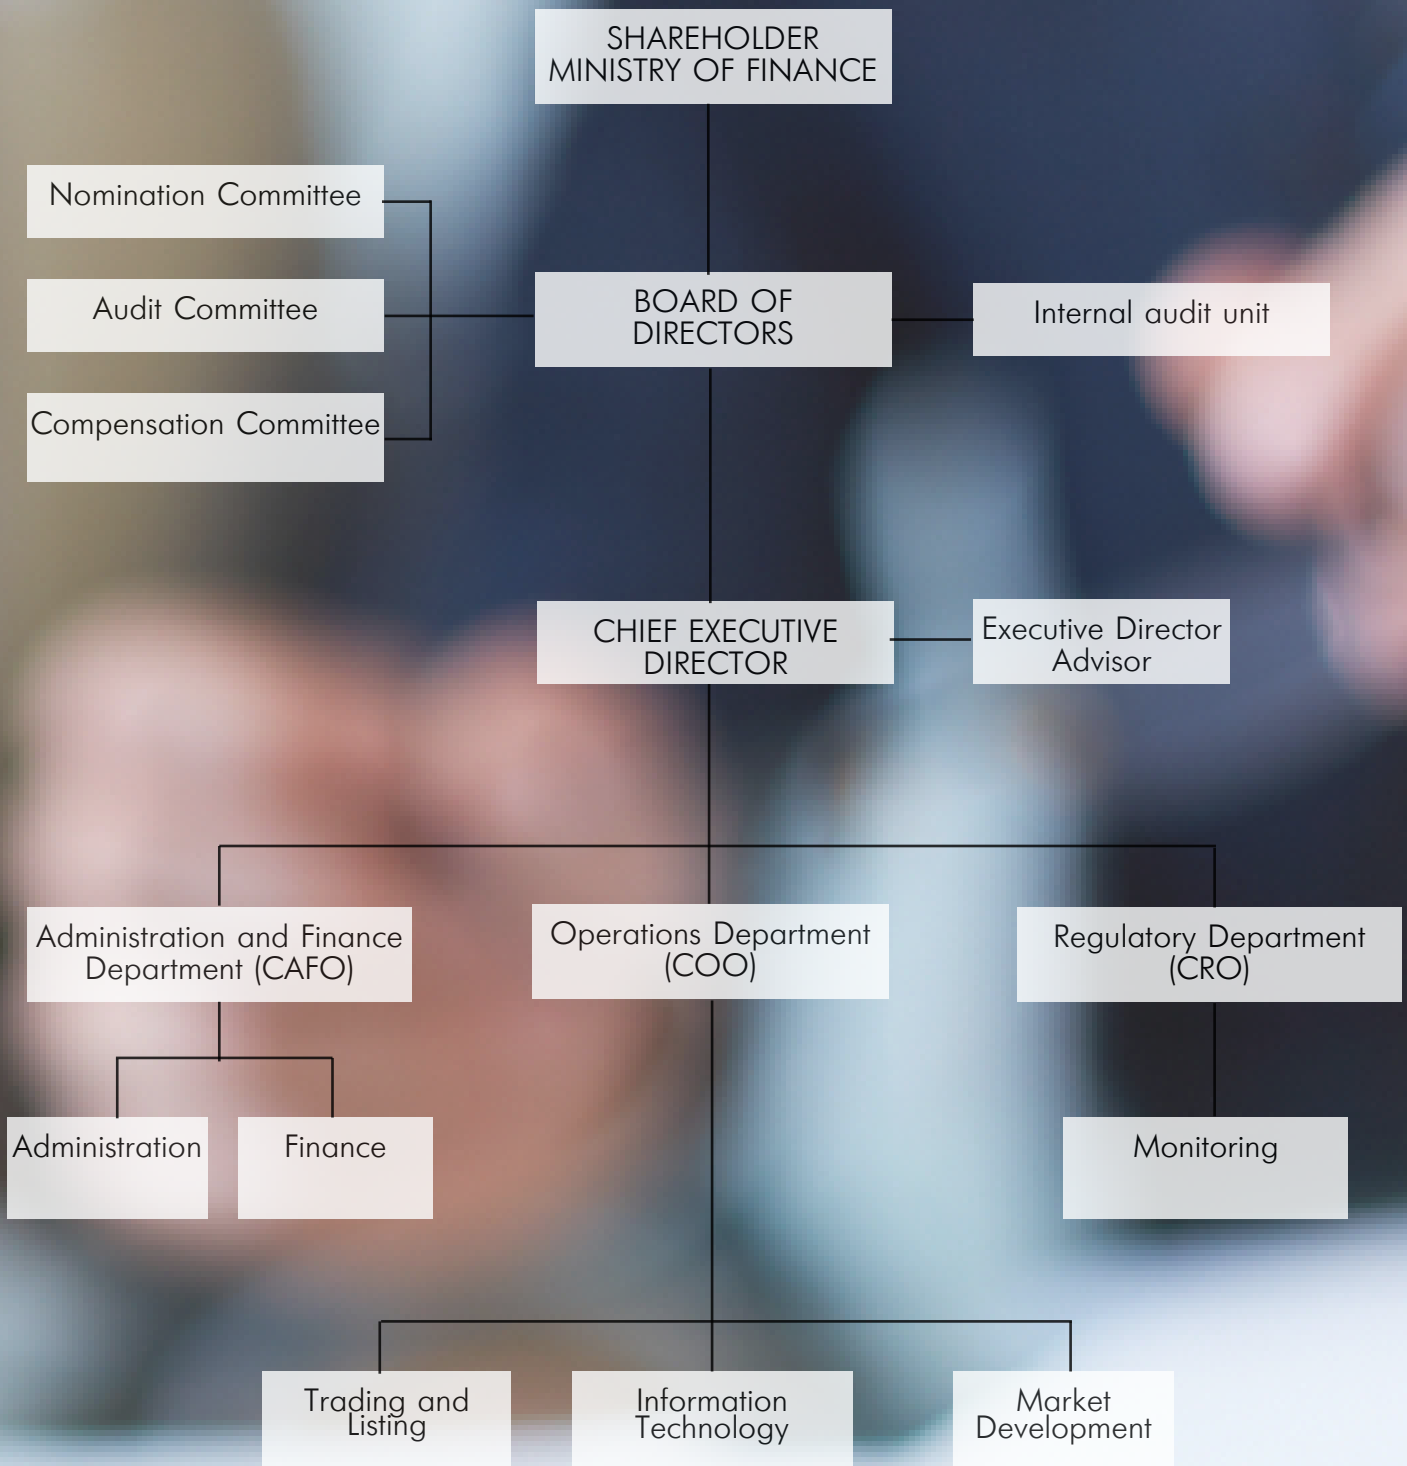 SHAREHOLDER
MINISTRY OF FINANCE
Nomination Committee
Audit Committee
Compensation Committee
BOARD OF
DIRECTORS
Internal audit unit
CHIEF EXECUTIVE
DIRECTOR
Executive Director
Advisor
Administration and Finance
Department (CAFO)
Operations Department
(COO)
Regulatory Department
(CRO)
Administration
Finance
Monitoring
Trading and
Listing
Information
Technology
Market
Development